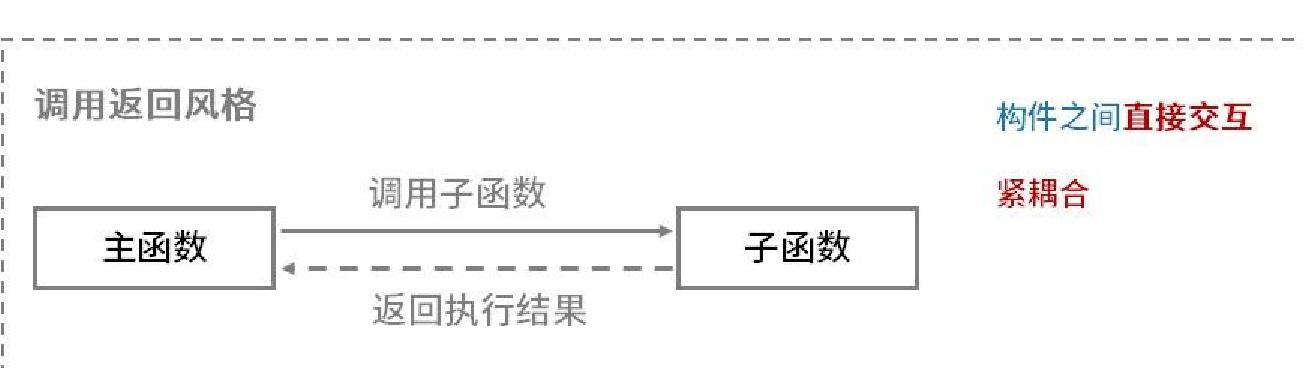 调用返回风格
构件之间直接交互
调用子函数
紧耦合
主函数
子函数
返回执行结果